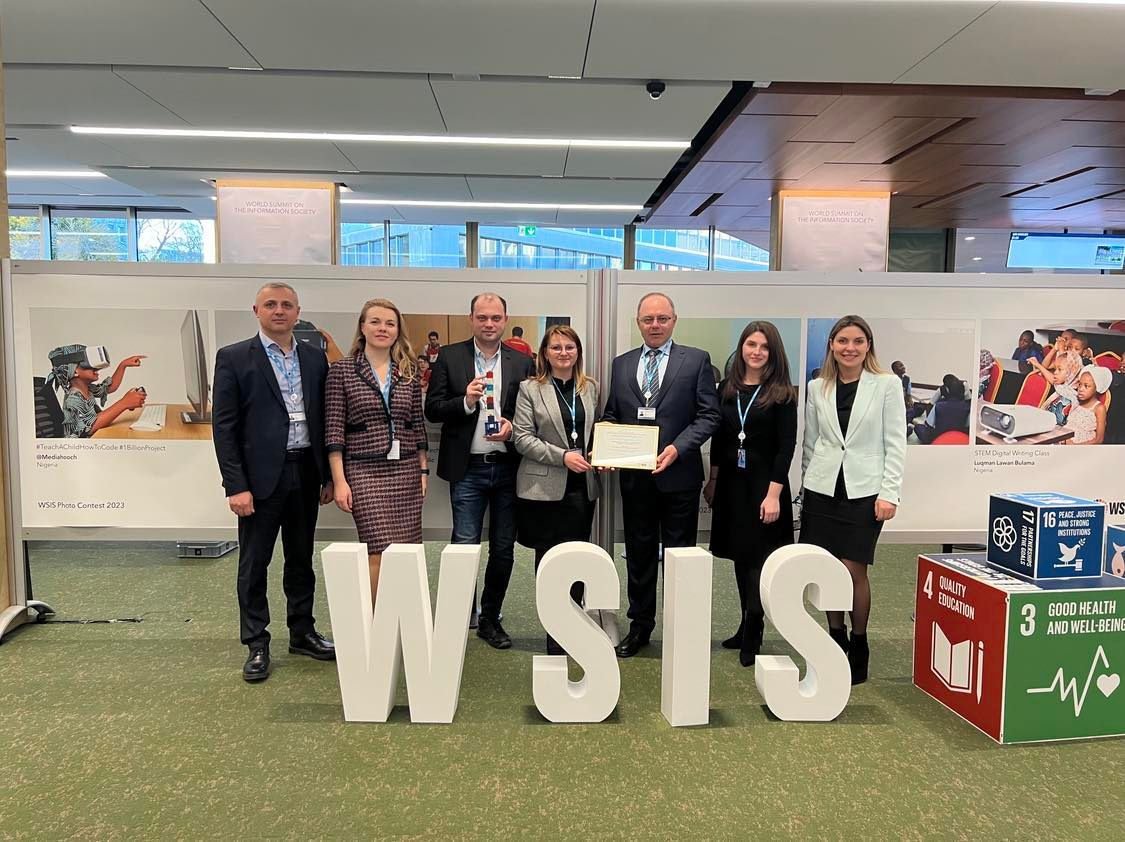 WORLD SUMMIT ON
THE INFORMATION SOCIETY
WORLD SUMMIT ON
THE INFORMATION SOCIETY
#TeachAChildHowToCode #1BillionProject
@Mediahooch
Nigeria
WSIS Photo Contest 2023
2023
STEM Digital Writing Class
Luqman Lawan Bulama
Nigeria
WS
WSIS
17 PARTNERSHIPS
FOR THE GOALS
16 PEACE, JUSTICE
AND STRONG
INSTITUTIONS
4 QUALITY
EDUCATION
3 GOOD HEALTH
AND WELL-BEING